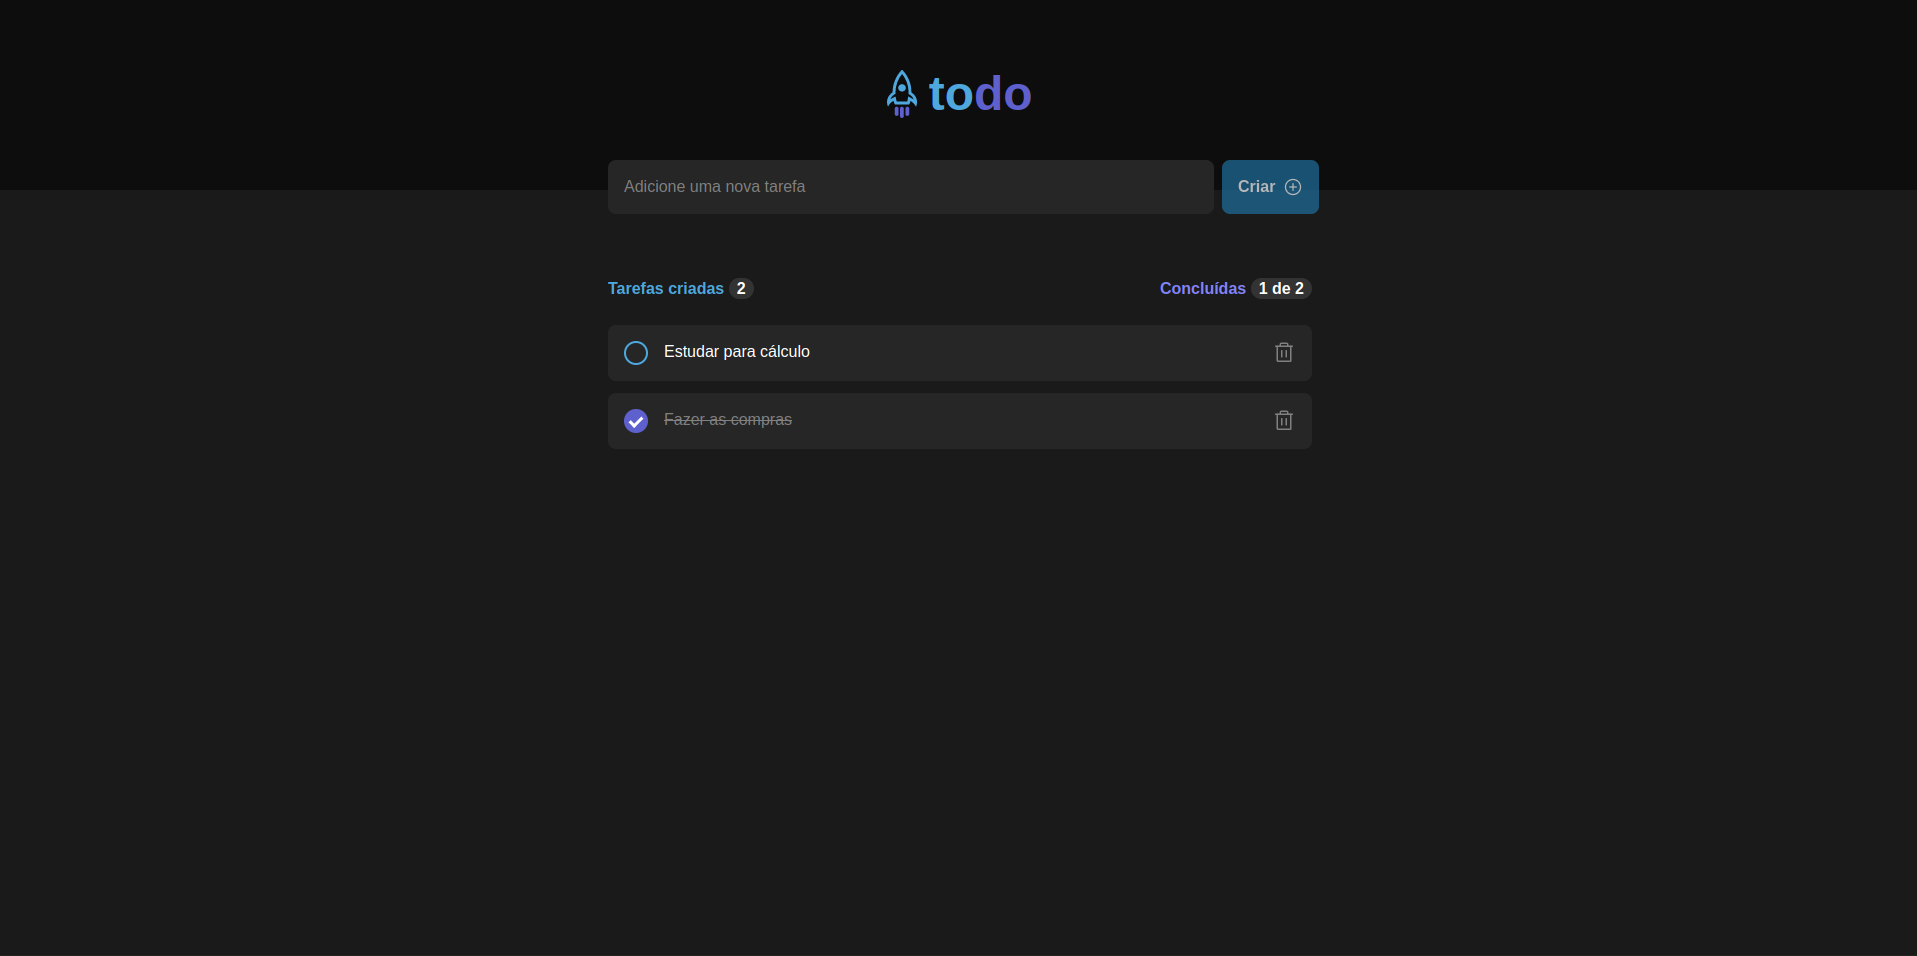 todo
Adicione uma nova tarefa
Criar
Tarefas criadas 2
Concluídas 1 de 2
Estudar para cálculo
Fazer as compras